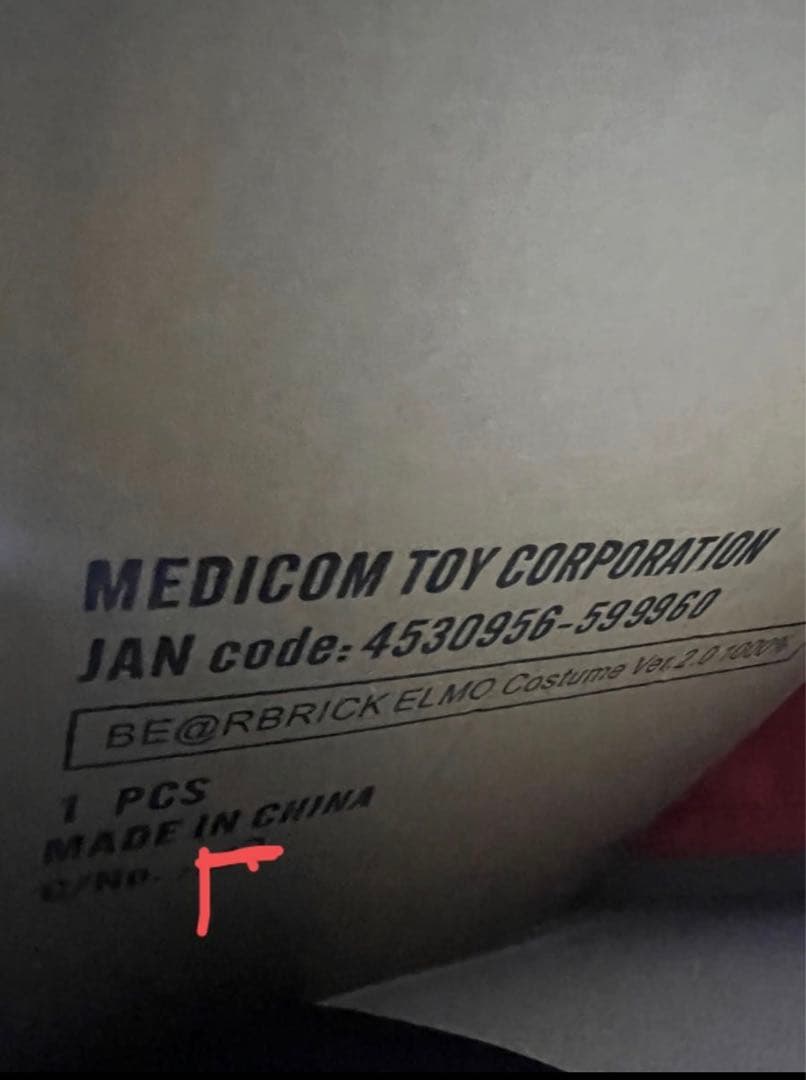 MEDICOM TOY CORPORATION
JAN code: 4530956-599960
BE@RBRICK ELMO Costume Ver.2.0 1000%
1 PCS
MADE IN CHINA
C/No.